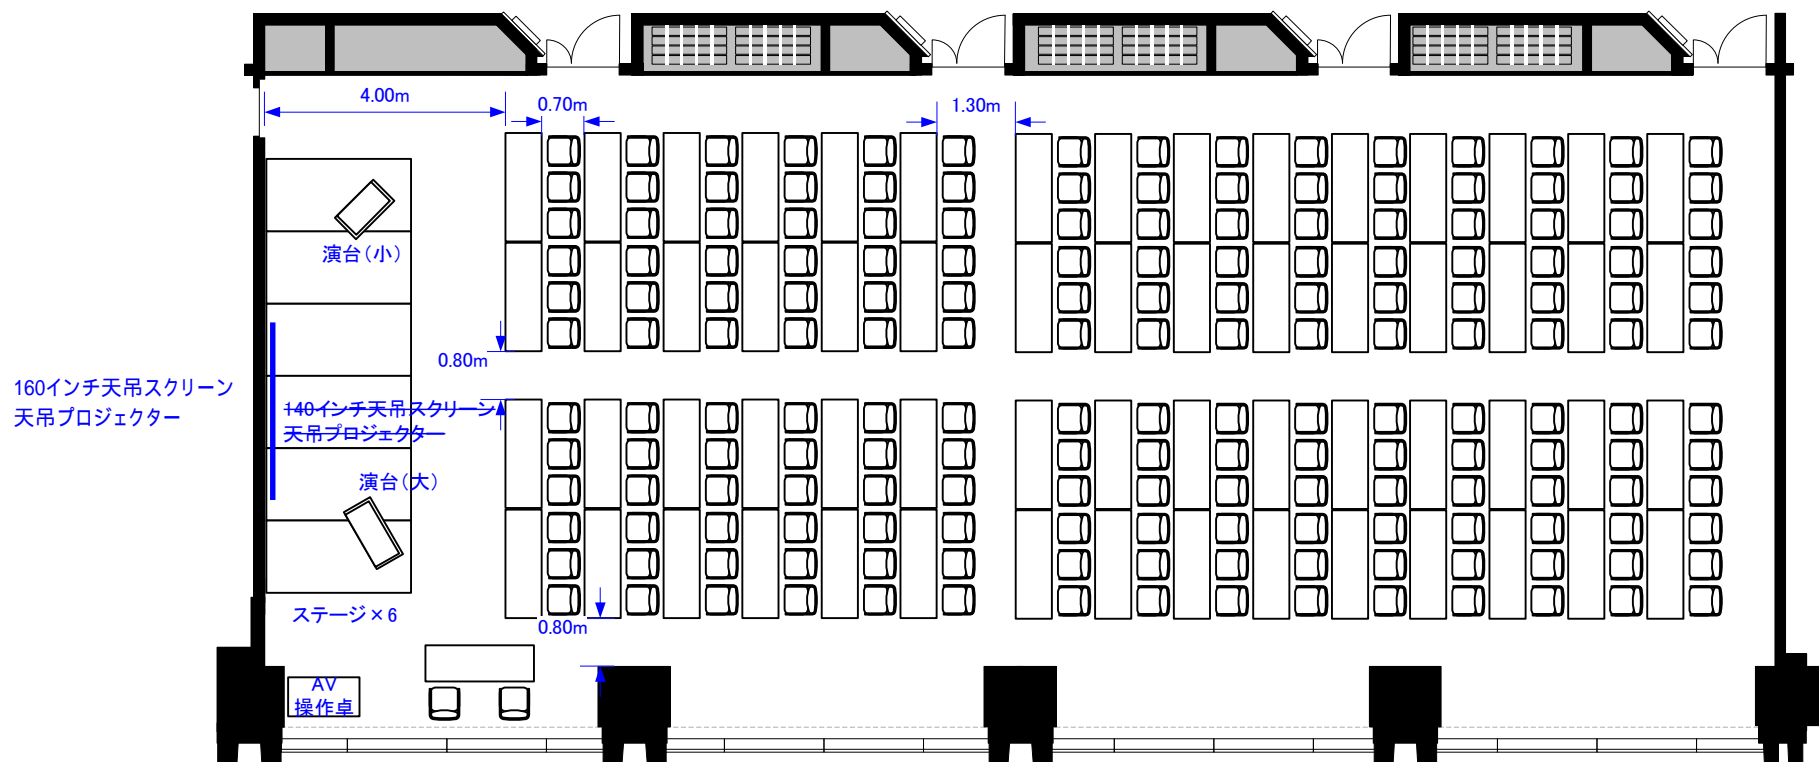 4.00m
0.70m
1.30m
演台(小)
0.80m
160インチ天吊スクリーン
天吊プロジェクター
140インチ天吊スクリーン
天吊プロジェクター
演台(大)
ステージ×6
0.80m
AV
操作卓